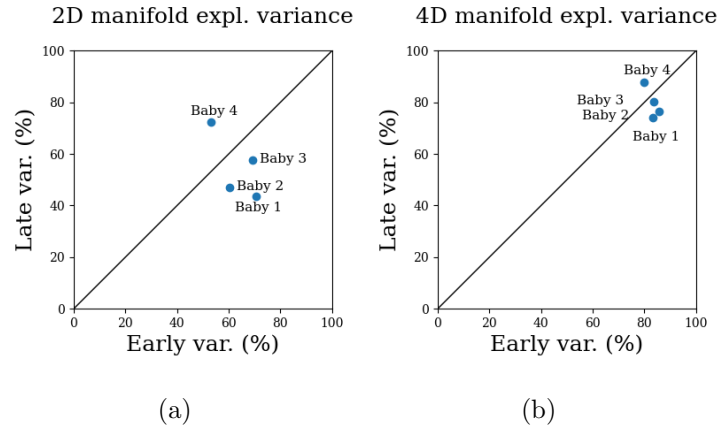 2D manifold expl. variance
100
80
60
40
20
0
Late var. (%)
Baby 4
Baby 3
Baby 2
Baby 1
0 20 40 60 80 100
Early var. (%)
(a)
4D manifold expl. variance
100
80
60
40
20
0
Late var. (%)
Baby 4
Baby 3
Baby 2
Baby 1
0 20 40 60 80 100
Early var. (%)
(b)